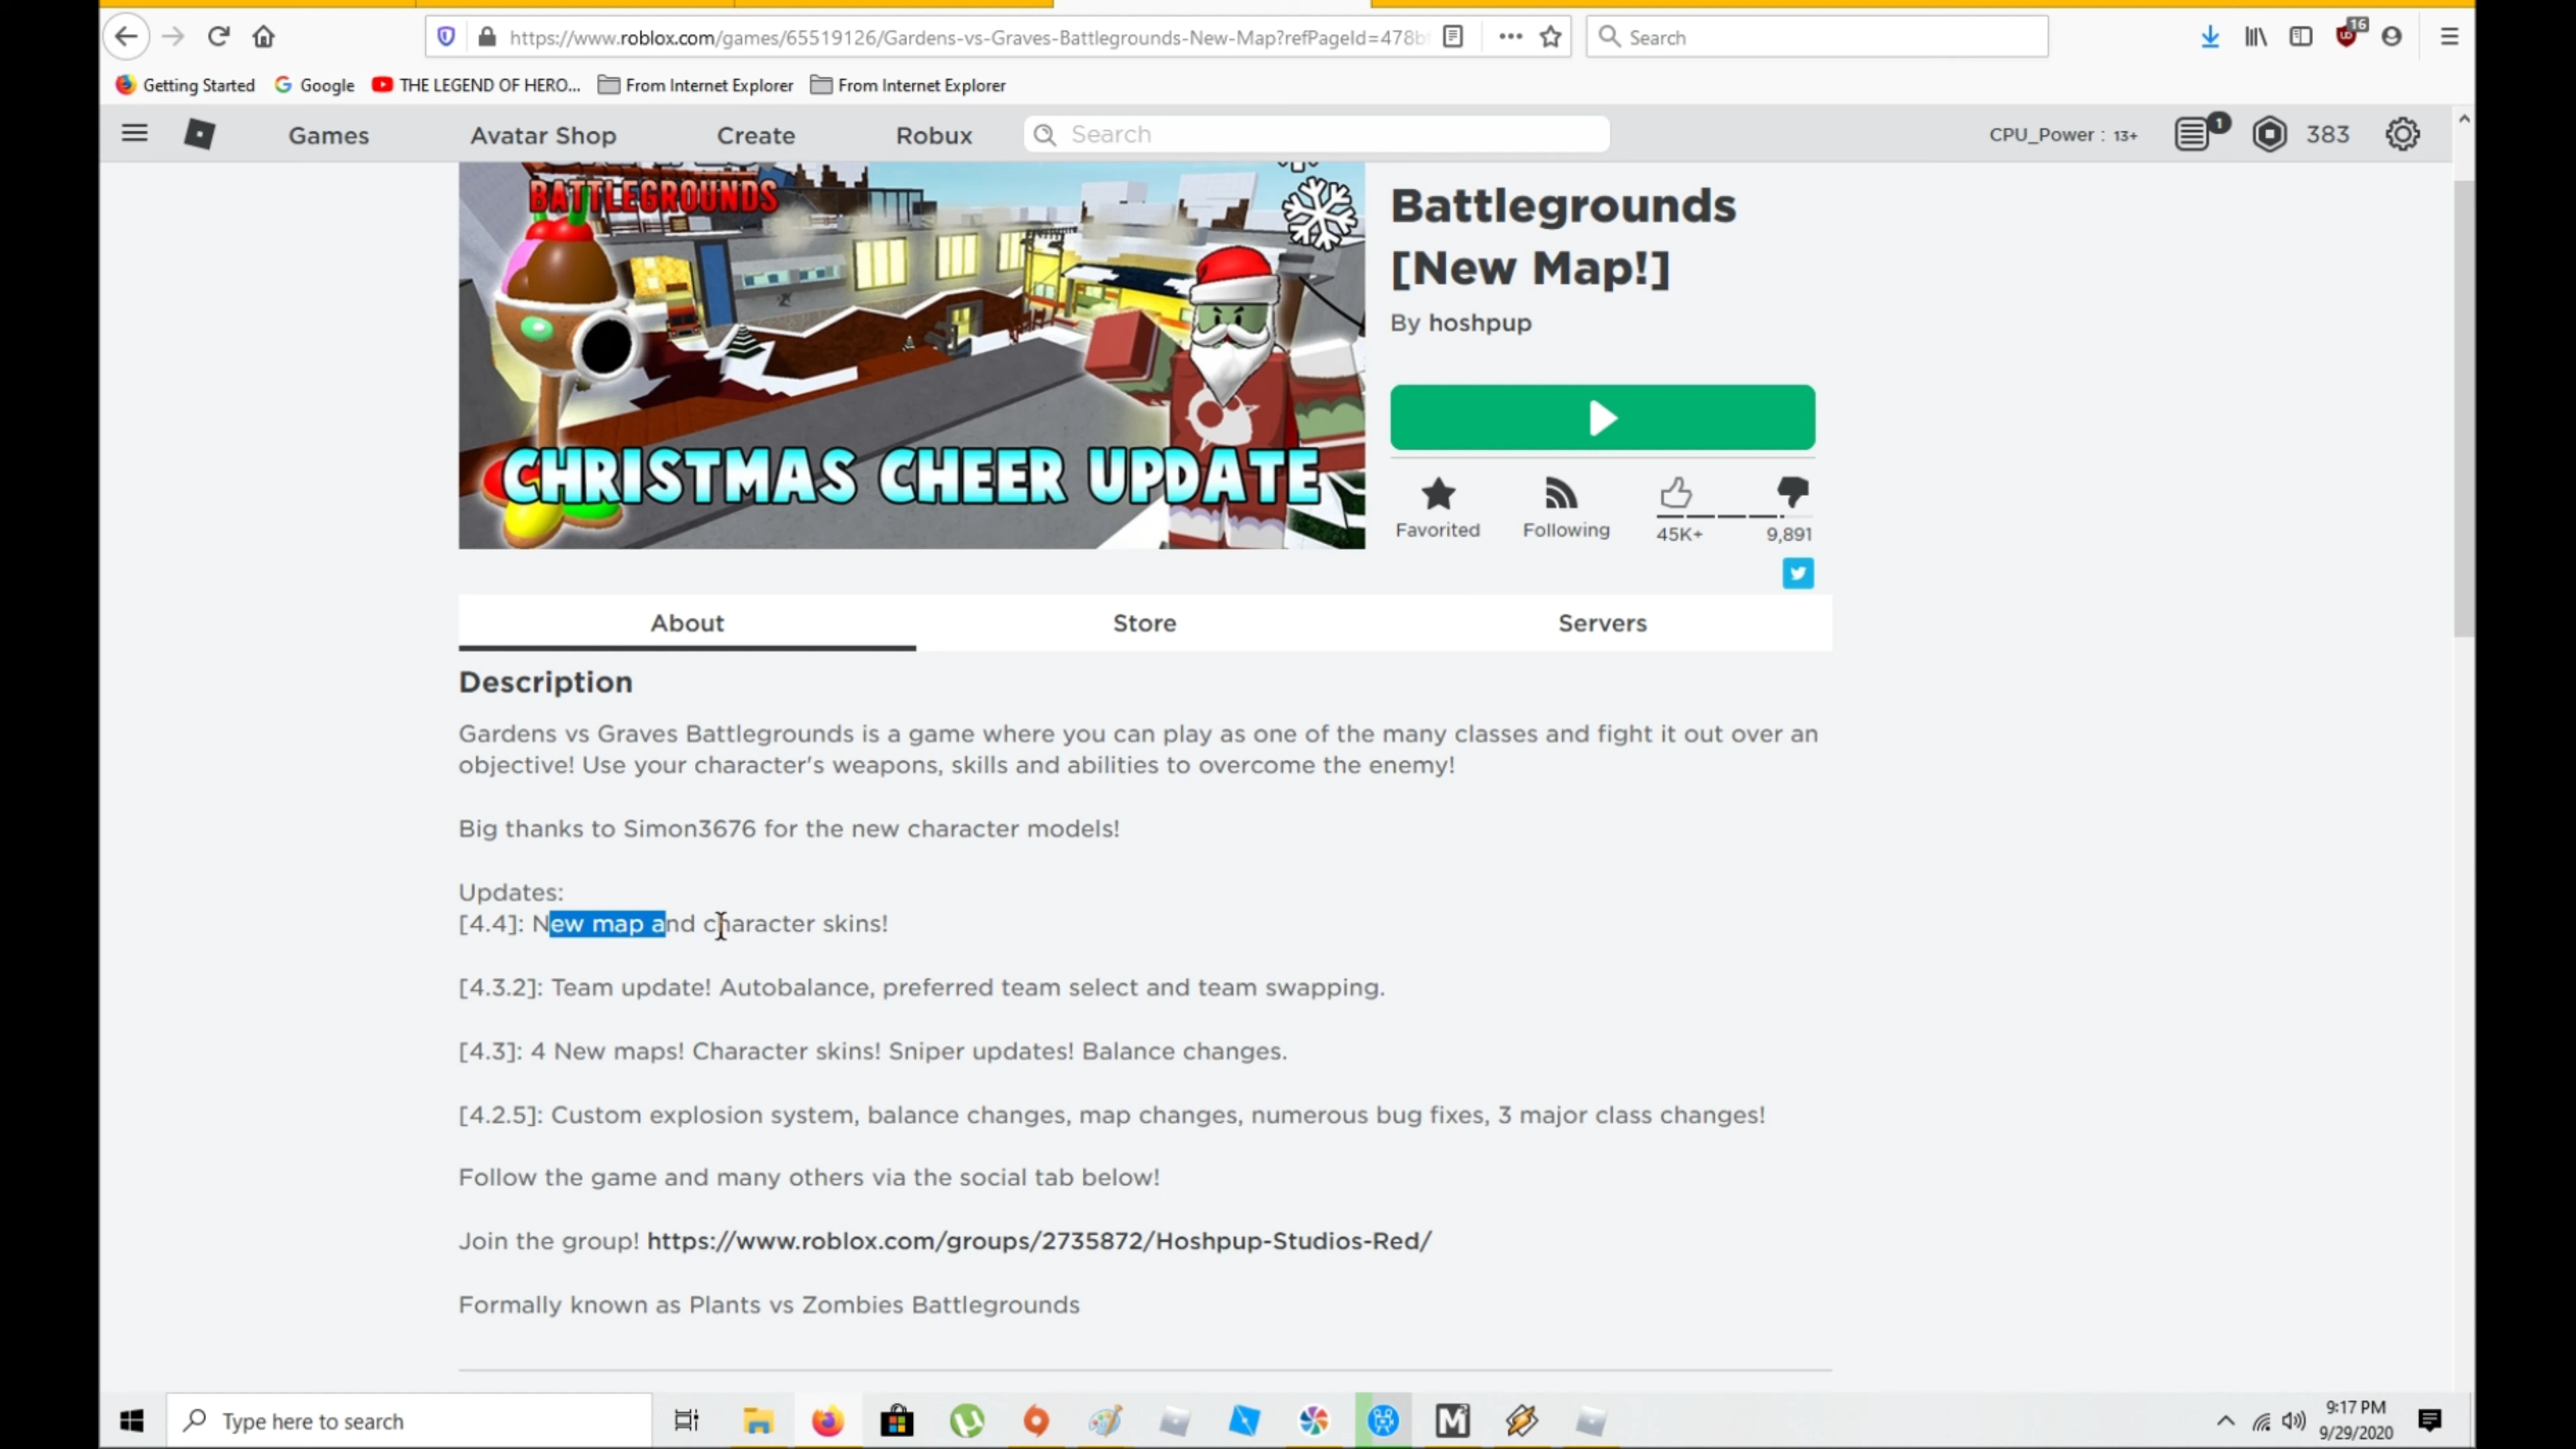 https://www.roblox.com/games/65519126/Gardens-vs-Graves-Battlegrounds-New-Map?refPageId=478b
Search
16
Getting Started
Google
THE LEGEND OF HERO...
From Internet Explorer
From Internet Explorer
Games
Avatar Shop
Create
Robux
Search
CPU_Power : 13+
1
383
BATTLEGROUNDS
CHRISTMAS CHEER UPDATE
Battlegrounds
[New Map!]
By hoshpup
Favorited
Following
45K+
9,891
About
Store
Servers
Description
Gardens vs Graves Battlegrounds is a game where you can play as one of the many classes and fight it out over an
objective! Use your character's weapons, skills and abilities to overcome the enemy!
Big thanks to Simon3676 for the new character models!
Updates:
[4.4]: New map and character skins!
[4.3.2]: Team update! Autobalance, preferred team select and team swapping.
[4.3]: 4 New maps! Character skins! Sniper updates! Balance changes.
[4.2.5]: Custom explosion system, balance changes, map changes, numerous bug fixes, 3 major class changes!
Follow the game and many others via the social tab below!
Join the group! https://www.roblox.com/groups/2735872/Hoshpup-Studios-Red/
Formally known as Plants vs Zombies Battlegrounds
Type here to search
9:17 PM
9/29/2020